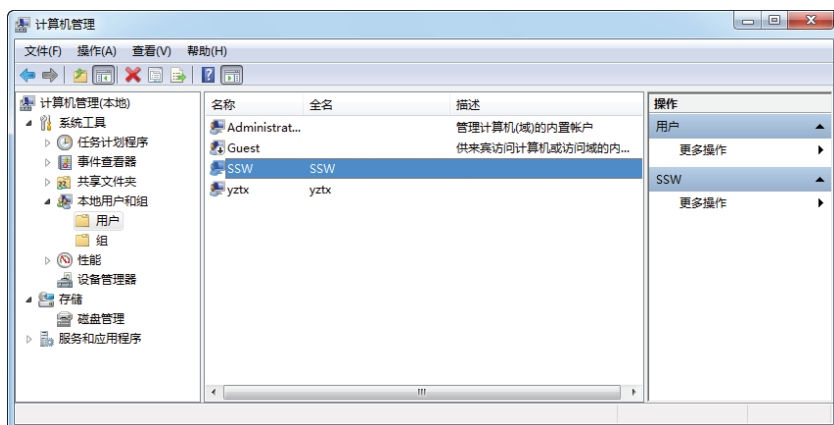 计算机管理
文件(F) 操作(A) 查看(V) 帮助(H)
计算机管理(本地)
系统工具
任务计划程序
事件查看器
共享文件夹
本地用户和组
用户
组
性能
设备管理器
存储
磁盘管理
服务和应用程序
名称 全名 描述
Administrat... 管理计算机(域)的内置帐户
Guest 供来宾访问计算机或访问域的内...
SSW SSW
yztx yztx
操作
用户
更多操作
SSW
更多操作